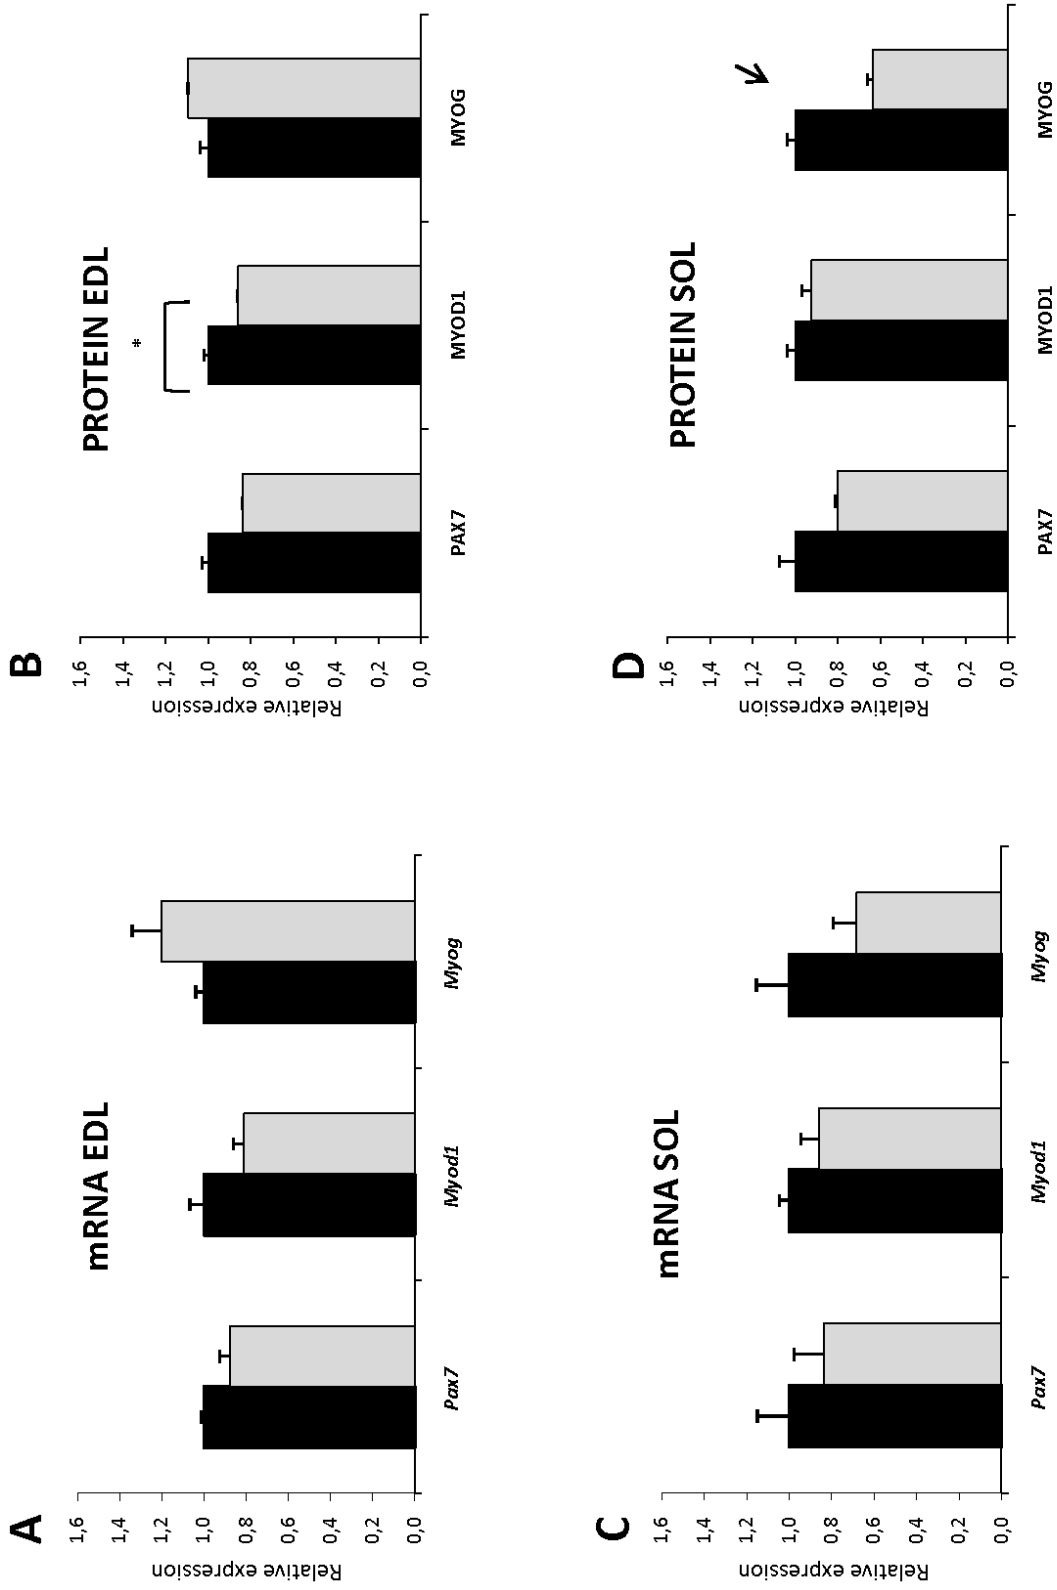 A
mRNA EDL
Relative expression
1,6
1,4
1,2
1,0
0,8
0,6
0,4
0,2
0,0
Pax7
Myod1
Myog
B
PROTEIN EDL
*
Relative expression
1,6
1,4
1,2
1,0
0,8
0,6
0,4
0,2
0,0
PAX7
MYOD1
MYOG
C
mRNA SOL
Relative expression
1,6
1,4
1,2
1,0
0,8
0,6
0,4
0,2
0,0
Pax7
Myod1
Myog
D
PROTEIN SOL
Relative expression
1,6
1,4
1,2
1,0
0,8
0,6
0,4
0,2
0,0
PAX7
MYOD1
MYOG